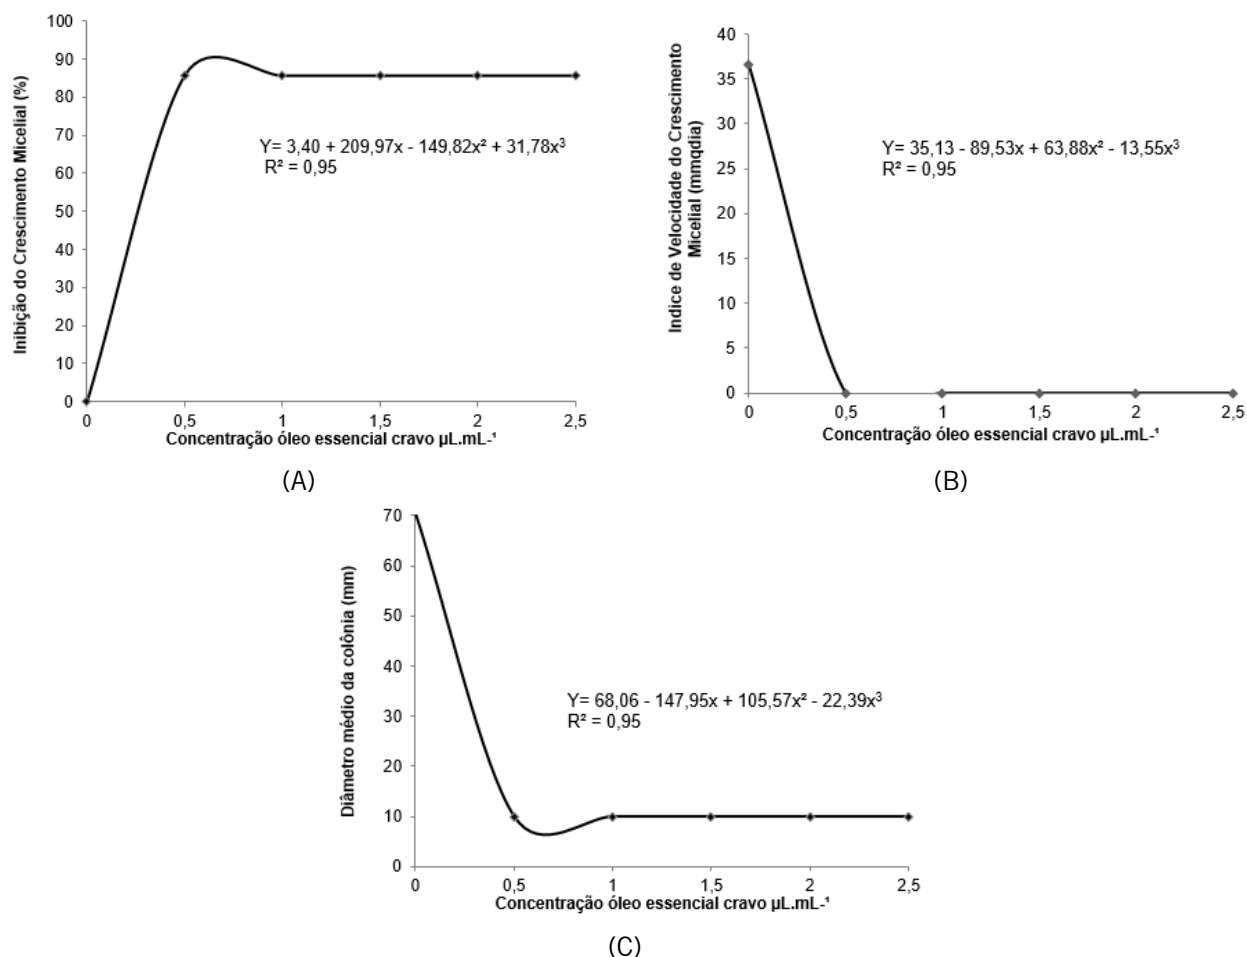 Inibição do Crescimento Micelial (%)
100
90
80
70
60
50
40
30
20
10
0
Y= 3,40 + 209,97x - 149,82x² + 31,78x³
R² = 0,95
0 0,5 1 1,5 2 2,5
Concentração óleo essencial cravo µL.mL-¹
(A)
Indice de Velocidade do Crescimento
Micelial (mmqdia)
40
35
30
25
20
15
10
5
0
Y= 35,13 - 89,53x + 63,88x² - 13,55x³
R² = 0,95
0 0,5 1 1,5 2 2,5
Concentração óleo essencial cravo µL.mL-¹
(B)
Diâmetro médio da colônia (mm)
70
60
50
40
30
20
10
0
Y= 68,06 - 147,95x + 105,57x² - 22,39x³
R² = 0,95
0 0,5 1 1,5 2 2,5
Concentração óleo essencial cravo µL.mL-¹
(C)